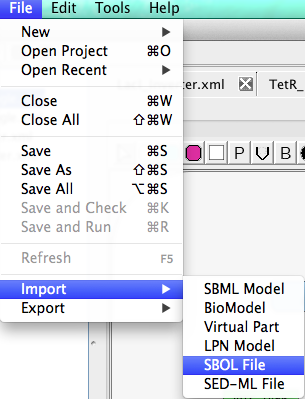 File Edit Tools Help
New
Open Project ⌘O
Open Recent
ter.xml TetR_
Close ⌘W
Close All ⇧⌘W
Save ⌘S
P V B
Save As ⇧⌘S
Save All ⌥⌘S
Save and Check ⌘K
Save and Run ⌘R
Refresh F5
Import
Export
SBML Model
BioModel
Virtual Part
LPN Model
SBOL File
SED-ML File